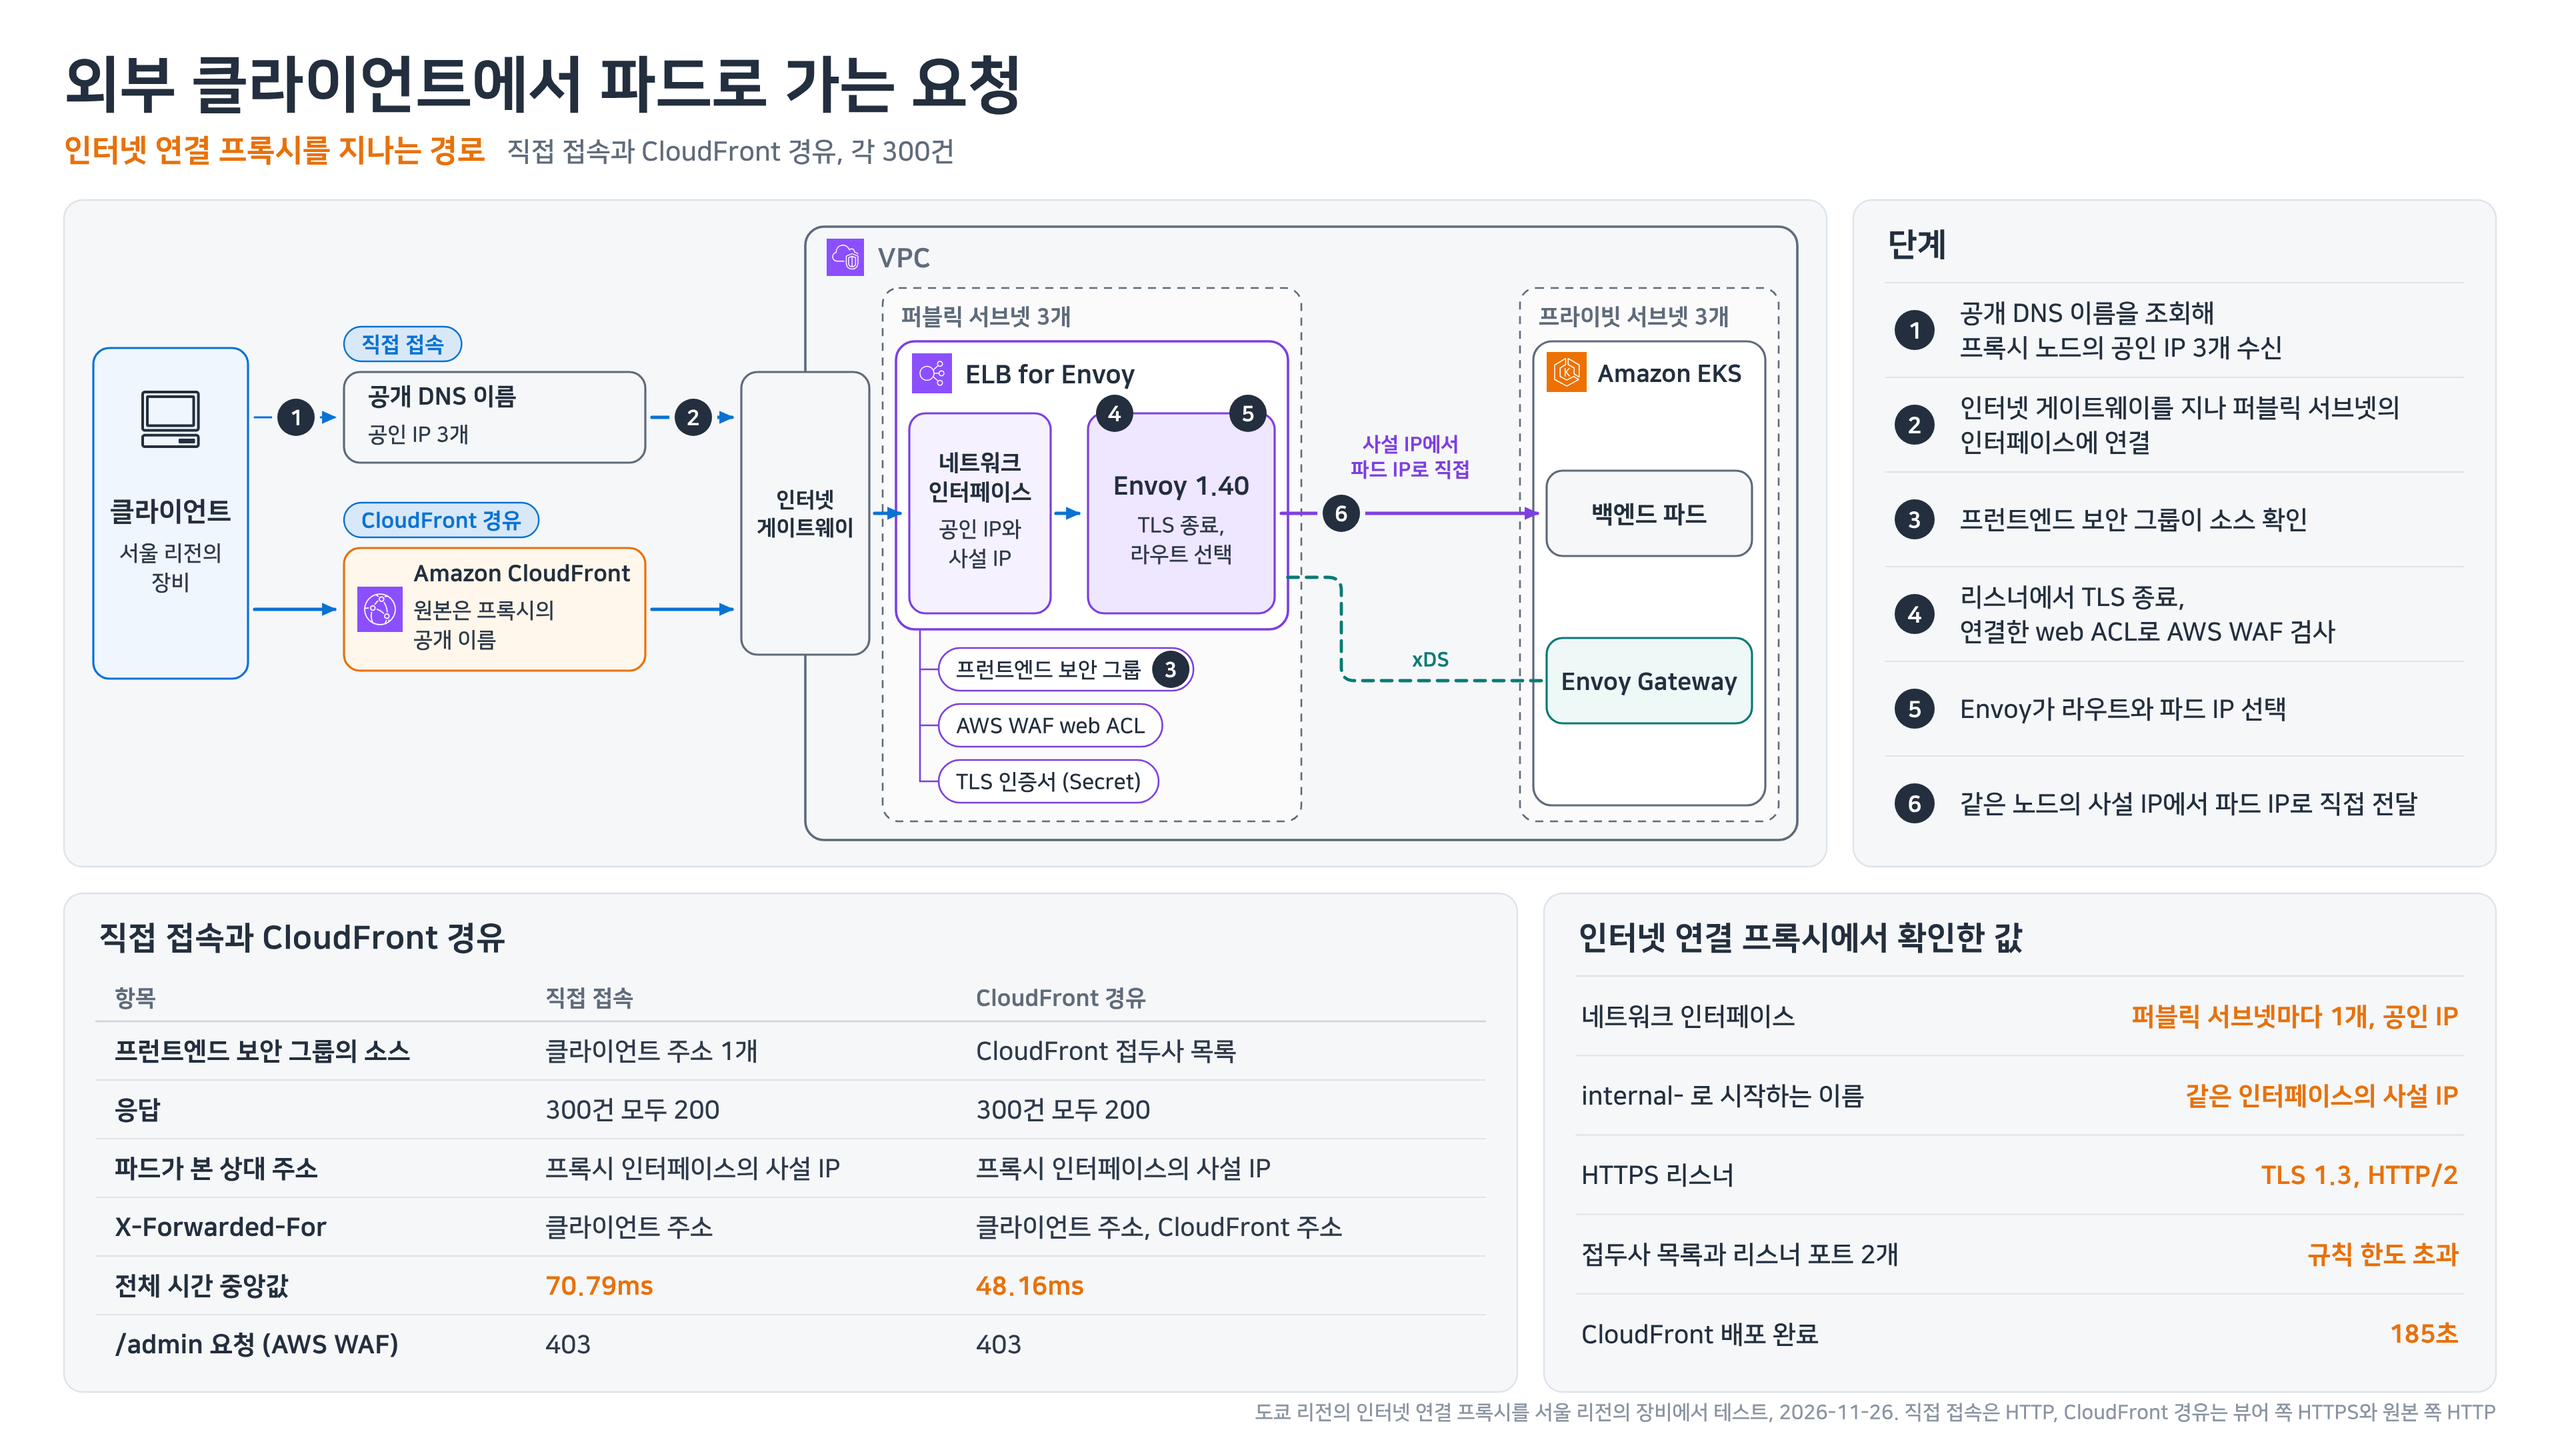 외부 클라이언트에서 파드로 가는 요청
인터넷 연결 프록시를 지나는 경로 직접 접속과 CloudFront 경유, 각 300건
클라이언트
서울 리전의
장비
직접 접속
1
공개 DNS 이름
공인 IP 3개
2
CloudFront 경유
Amazon CloudFront
원본은 프록시의
공개 이름
인터넷
게이트웨이
VPC
퍼블릭 서브넷 3개
ELB for Envoy
네트워크
인터페이스
공인 IP와
사설 IP
4
5
Envoy 1.40
TLS 종료,
라우트 선택
프런트엔드 보안 그룹 3
AWS WAF web ACL
TLS 인증서 (Secret)
사설 IP에서
파드 IP로 직접
6
xDS
프라이빗 서브넷 3개
Amazon EKS
백엔드 파드
Envoy Gateway
단계
1 공개 DNS 이름을 조회해
프록시 노드의 공인 IP 3개 수신
2 인터넷 게이트웨이를 지나 퍼블릭 서브넷의
인터페이스에 연결
3 프런트엔드 보안 그룹이 소스 확인
4 리스너에서 TLS 종료,
연결한 web ACL로 AWS WAF 검사
5 Envoy가 라우트와 파드 IP 선택
6 같은 노드의 사설 IP에서 파드 IP로 직접 전달
직접 접속과 CloudFront 경유
항목 직접 접속 CloudFront 경유
프런트엔드 보안 그룹의 소스 클라이언트 주소 1개 CloudFront 접두사 목록
응답 300건 모두 200 300건 모두 200
파드가 본 상대 주소 프록시 인터페이스의 사설 IP 프록시 인터페이스의 사설 IP
X-Forwarded-For 클라이언트 주소 클라이언트 주소, CloudFront 주소
전체 시간 중앙값 70.79ms 48.16ms
/admin 요청 (AWS WAF) 403 403
인터넷 연결 프록시에서 확인한 값
네트워크 인터페이스 퍼블릭 서브넷마다 1개, 공인 IP
internal- 로 시작하는 이름 같은 인터페이스의 사설 IP
HTTPS 리스너 TLS 1.3, HTTP/2
접두사 목록과 리스너 포트 2개 규칙 한도 초과
CloudFront 배포 완료 185초
도쿄 리전의 인터넷 연결 프록시를 서울 리전의 장비에서 테스트, 2026-11-26. 직접 접속은 HTTP, CloudFront 경유는 뷰어 쪽 HTTPS와 원본 쪽 HTTP